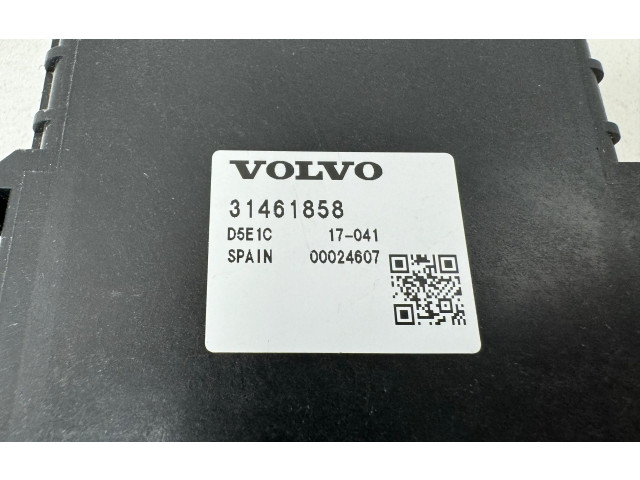 VOLVO
31461858
D5E1C 17-041
SPAIN 00024607